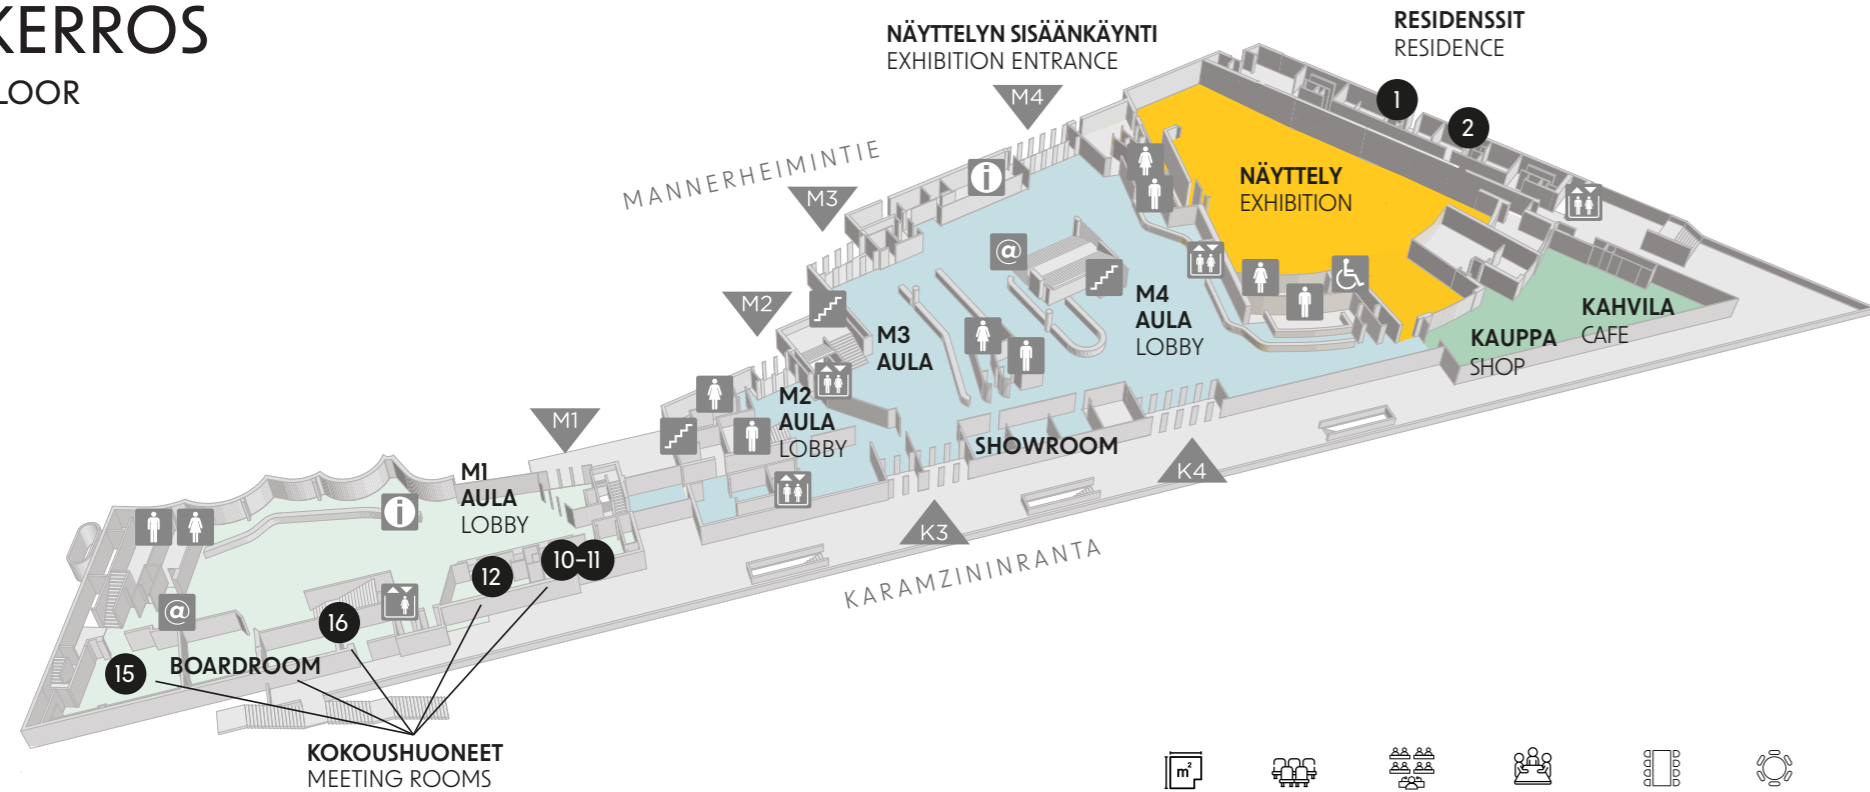 KERROS
LOOR
NÄYTTELYN SISÄÄNKÄYNTI
EXHIBITION ENTRANCE
RESIDENSSIT
RESIDENCE
M4
1
2
MANNERHEIMINTIE
M3
i
NÄYTTELY
EXHIBITION
@
M2
M4
AULA
LOBBY
M3
AULA
KAHVILA
CAFE
KAUPPA
SHOP
M2
AULA
LOBBY
M1
SHOWROOM
K4
M1
AULA
LOBBY
i
K3
KARAMZININRANTA
10-11
12
@
16
15
BOARDROOM
KOKOUSHUONEET
MEETING ROOMS
m²